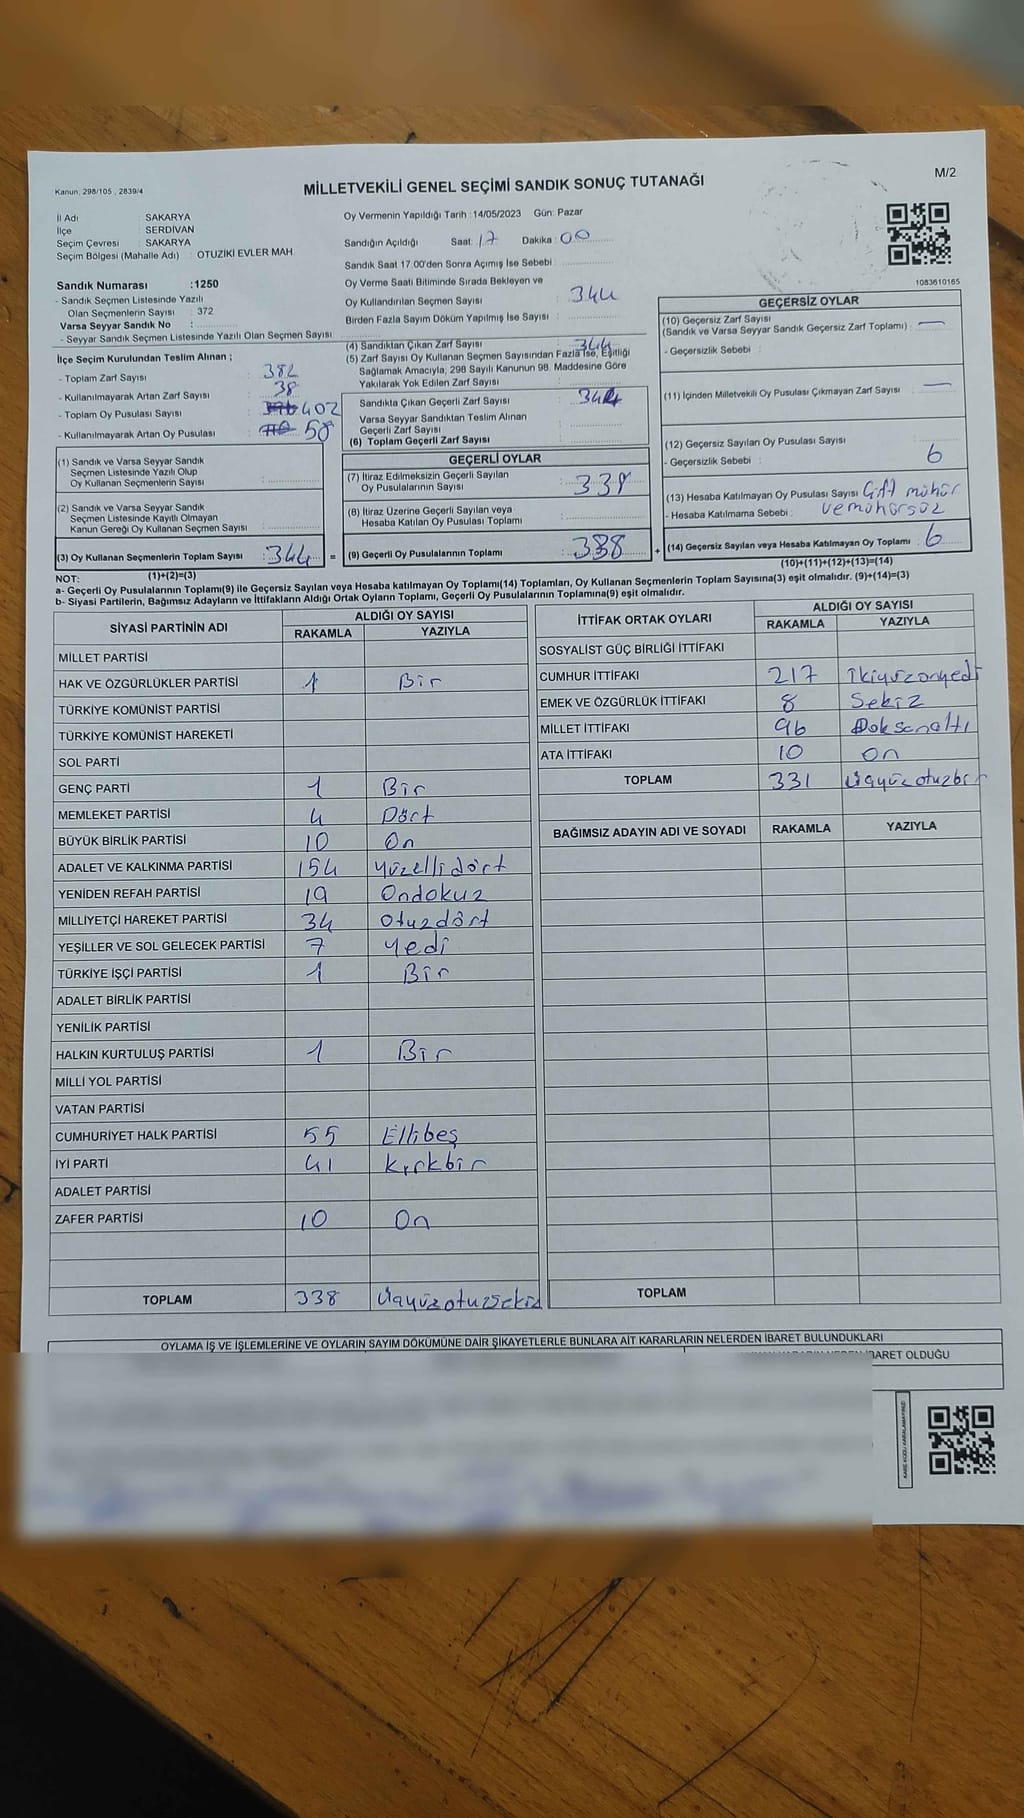 Kanun, 298/105 , 2839/4
MİLLETVEKİLİ GENEL SEÇİMİ SANDIK SONUÇ TUTANAĞI
M/2
İl Adı : SAKARYA
İlçe : SERDİVAN
Seçim Çevresi : SAKARYA
Seçim Bölgesi (Mahalle Adı) : OTUZİKİ EVLER MAH
Sandık Numarası :1250
- Sandık Seçmen Listesinde Yazılı
Olan Seçmenlerin Sayısı : 372
Varsa Seyyar Sandık No :
- Seyyar Sandık Seçmen Listesinde Yazılı Olan Seçmen Sayısı :
İlçe Seçim Kurulundan Teslim Alınan ;
- Toplam Zarf Sayısı : 382
- Kullanılmayarak Artan Zarf Sayısı : 38
- Toplam Oy Pusulası Sayısı : 402
- Kullanılmayarak Artan Oy Pusulası : 58
Oy Vermenin Yapıldığı Tarih :14/05/2023 Gün: Pazar
Sandığın Açıldığı Saat: 17 Dakika : 00
Sandık Saat 17.00'den Sonra Açımış İse Sebebi :
Oy Verme Saati Bitiminde Sırada Bekleyen ve
Oy Kullandırılan Seçmen Sayısı : 344
Birden Fazla Sayım Döküm Yapılmış İse Sayısı :
(4) Sandıktan Çıkan Zarf Sayısı : 344
(5) Zarf Sayısı Oy Kullanan Seçmen Sayısından Fazla İse, Eşitliği
Sağlamak Amacıyla, 298 Sayılı Kanunun 98. Maddesine Göre
Yakılarak Yok Edilen Zarf Sayısı :
Sandıkta Çıkan Geçerli Zarf Sayısı : 344
Varsa Seyyar Sandıktan Teslim Alınan
Geçerli Zarf Sayısı :
(6) Toplam Geçerli Zarf Sayısı :
1083610165
GEÇERSİZ OYLAR
(10) Geçersiz Zarf Sayısı
(Sandık ve Varsa Seyyar Sandık Geçersiz Zarf Toplamı) : —
- Geçersizlik Sebebi :
(11) İçinden Milletvekili Oy Pusulası Çıkmayan Zarf Sayısı : —
(12) Geçersiz Sayılan Oy Pusulası Sayısı : 6
- Geçersizlik Sebebi :
(13) Hesaba Katılmayan Oy Pusulası Sayısı Çift mühür
- Hesaba Katılmama Sebebi : ve mühürsüz
(14) Geçersiz Sayılan veya Hesaba Katılmayan Oy Toplamı : 6
(1) Sandık ve Varsa Seyyar Sandık
Seçmen Listesinde Yazılı Olup
Oy Kullanan Seçmenlerin Sayısı :
(2) Sandık ve Varsa Seyyar Sandık
Seçmen Listesinde Kayıtlı Olmayan
Kanun Gereği Oy Kullanan Seçmen Sayısı :
(3) Oy Kullanan Seçmenlerin Toplam Sayısı : 344 =
GEÇERLİ OYLAR
(7) İtiraz Edilmeksizin Geçerli Sayılan
Oy Pusulalarının Sayısı : 338
(8) İtiraz Üzerine Geçerli Sayılan veya
Hesaba Katılan Oy Pusulası Toplamı :
(9) Geçerli Oy Pusulalarının Toplamı : 338 +
NOT: (1)+(2)=(3)
(10)+(11)+(12)+(13)=(14)
a- Geçerli Oy Pusulasının Toplamı(9) ile Geçersiz Sayılan veya Hesaba katılmayan Oy Toplamı(14) Toplamları, Oy Kullanan Seçmenlerin Toplam Sayısına(3) eşit olmalıdır. (9)+(14)=(3)
b- Siyasi Partilerin, Bağımsız Adayların ve İttifakların Aldığı Ortak Oyların Toplamı, Geçerli Oy Pusulalarının Toplamına(9) eşit olmalıdır.
SİYASİ PARTİNİN ADI ALDIĞI OY SAYISI
RAKAMLA YAZIYLA
MİLLET PARTİSİ
HAK VE ÖZGÜRLÜKLER PARTİSİ 1 Bir
TÜRKİYE KOMÜNİST PARTİSİ
TÜRKİYE KOMÜNİST HAREKETİ
SOL PARTİ
GENÇ PARTİ 1 Bir
MEMLEKET PARTİSİ 4 Dört
BÜYÜK BİRLİK PARTİSİ 10 On
ADALET VE KALKINMA PARTİSİ 154 Yüzellidört
YENİDEN REFAH PARTİSİ 19 Ondokuz
MİLLİYETÇİ HAREKET PARTİSİ 34 Otuzdört
YEŞİLLER VE SOL GELECEK PARTİSİ 7 Yedi
TÜRKİYE İŞÇİ PARTİSİ 1 Bir
ADALET BİRLİK PARTİSİ
YENİLİK PARTİSİ
HALKIN KURTULUŞ PARTİSİ 1 Bir
MİLLİ YOL PARTİSİ
VATAN PARTİSİ
CUMHURİYET HALK PARTİSİ 55 Ellibeş
İYİ PARTİ 41 Kırkbir
ADALET PARTİSİ
ZAFER PARTİSİ 10 On
TOPLAM 338 Üçyüzotuzsekiz
İTTİFAK ORTAK OYLARI ALDIĞI OY SAYISI
RAKAMLA YAZIYLA
SOSYALİST GÜÇ BİRLİĞİ İTTİFAKI
CUMHUR İTTİFAKI 217 İkiyüzonyedi
EMEK VE ÖZGÜRLÜK İTTİFAKI 8 Sekiz
MİLLET İTTİFAKI 96 Doksanaltı
ATA İTTİFAKI 10 On
TOPLAM 331 Üçyüzotuzbir
BAĞIMSIZ ADAYIN ADI VE SOYADI RAKAMLA YAZIYLA
TOPLAM
OYLAMA İŞ VE İŞLEMLERİNE VE OYLARIN SAYIM DÖKÜMÜNE DAİR ŞİKAYETLERLE BUNLARA AİT KARARLARIN NELERDEN İBARET BULUNDUKLARI
İBARET OLDUĞU
KARE KODU KARALAMAYINIZ!